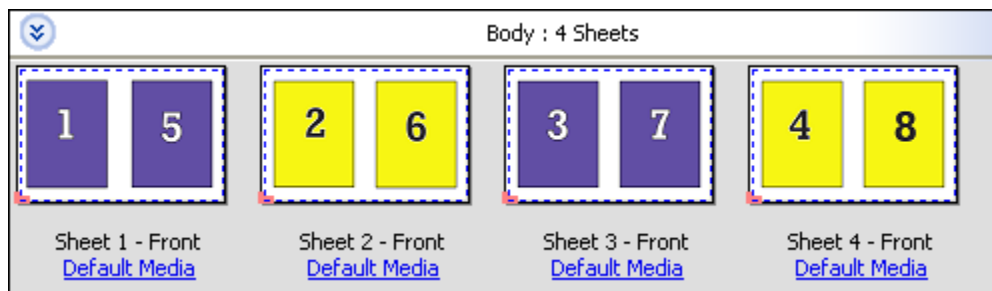 Body : 4 Sheets
1 5 2 6 3 7 4 8
Sheet 1 - Front Sheet 2 - Front Sheet 3 - Front Sheet 4 - Front
Default Media Default Media Default Media Default Media